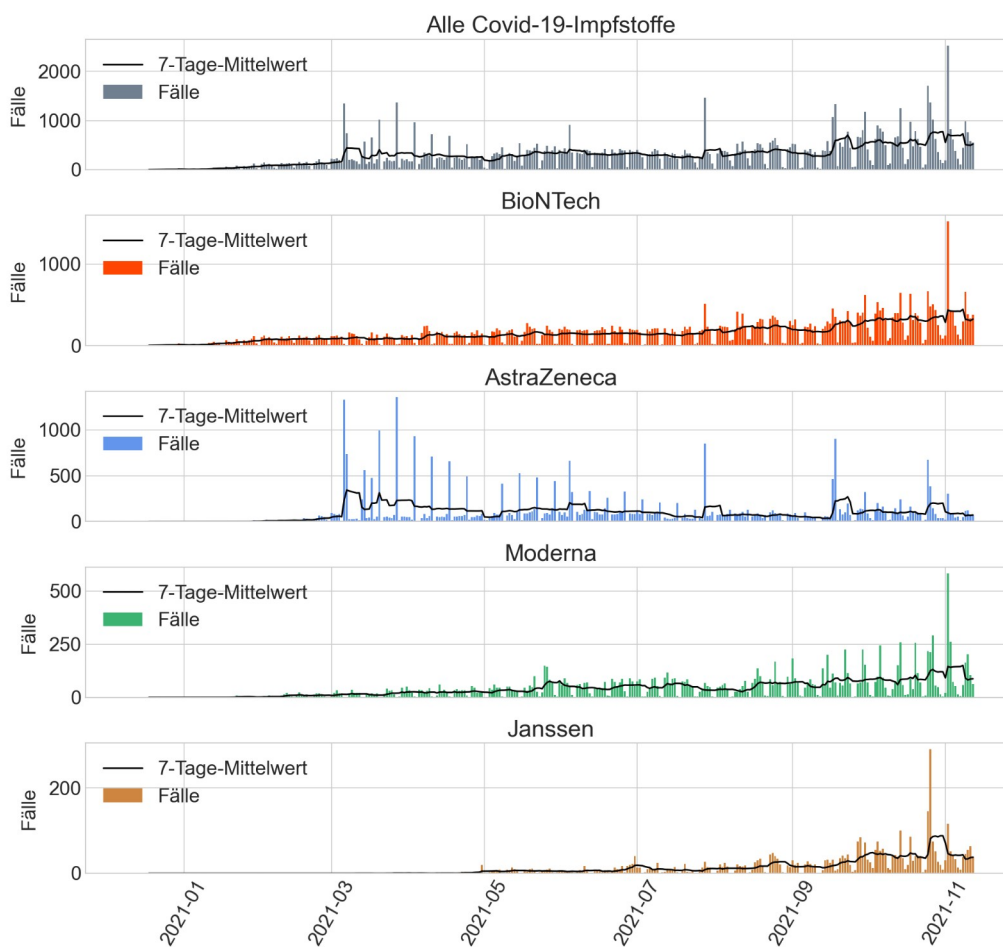 Alle Covid-19-Impfstoffe
Fälle
2000
1000
0
7-Tage-Mittelwert
Fälle
BioNTech
Fälle
1000
0
7-Tage-Mittelwert
Fälle
AstraZeneca
Fälle
1000
500
0
7-Tage-Mittelwert
Fälle
Moderna
Fälle
500
250
0
7-Tage-Mittelwert
Fälle
Janssen
Fälle
200
0
7-Tage-Mittelwert
Fälle
2021-01
2021-03
2021-05
2021-07
2021-09
2021-11